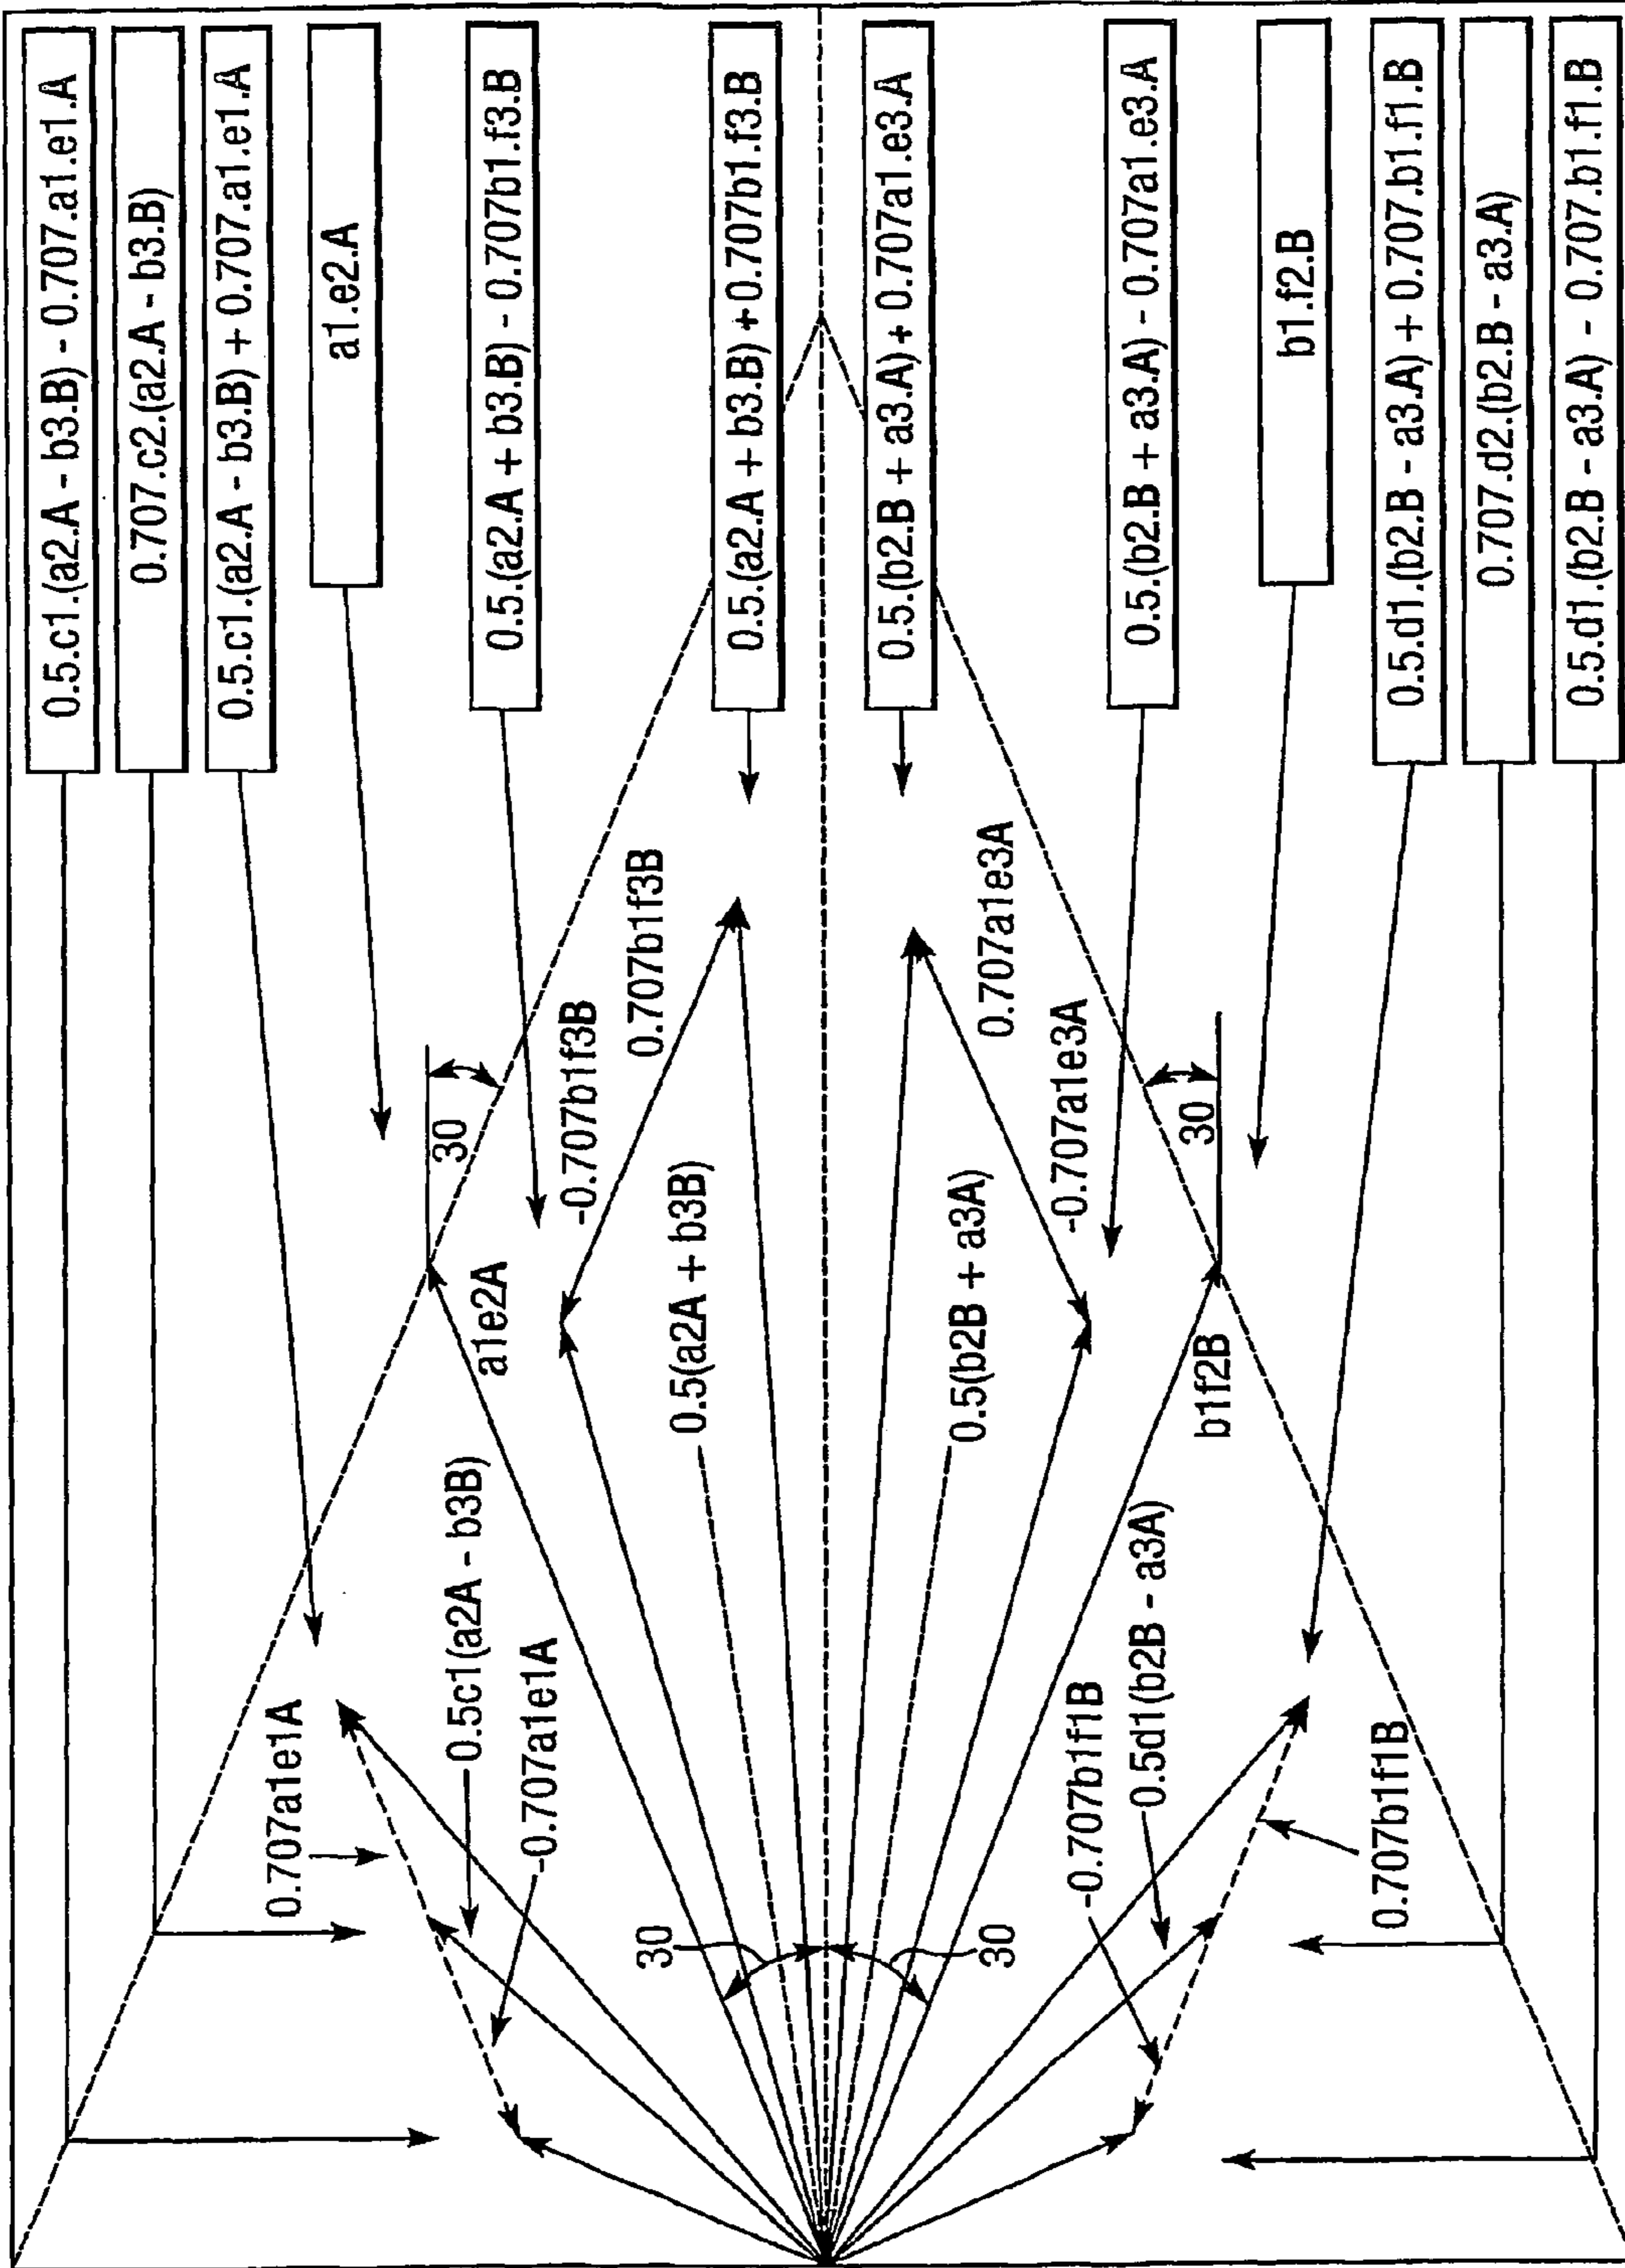 0.5.c1.(a2.A - b3.B) - 0.707.a1.e1.A
0.707.c2.(a2.A - b3.B)
0.5.c1.(a2.A - b3.B) + 0.707.a1.e1.A
a1.e2.A
0.5.(a2.A + b3.B) - 0.707b1.f3.B
0.5.(a2.A + b3.B) + 0.707b1.f3.B
0.5.(b2.B + a3.A) + 0.707a1.e3.A
0.5.(b2.B + a3.A) - 0.707a1.e3.A
b1.f2.B
0.5.d1.(b2.B - a3.A) + 0.707.b1.f1.B
0.707.d2.(b2.B - a3.A)
0.5.d1.(b2.B - a3.A) - 0.707.b1.f1.B
0.707a1e1A
0.5c1(a2A - b3B)
-0.707a1e1A
30
a1e2A
-0.707b1f3B
0.707b1f3B
0.5(a2A + b3B)
30
30
0.5(b2B + a3A)
0.707a1e3A
-0.707a1e3A
30
b1f2B
-0.707b1f1B
0.5d1(b2B - a3A)
0.707b1f1B